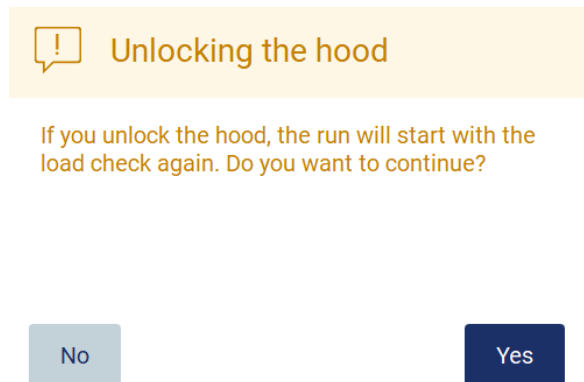 Unlocking the hood
If you unlock the hood, the run will start with the
load check again. Do you want to continue?
No
Yes